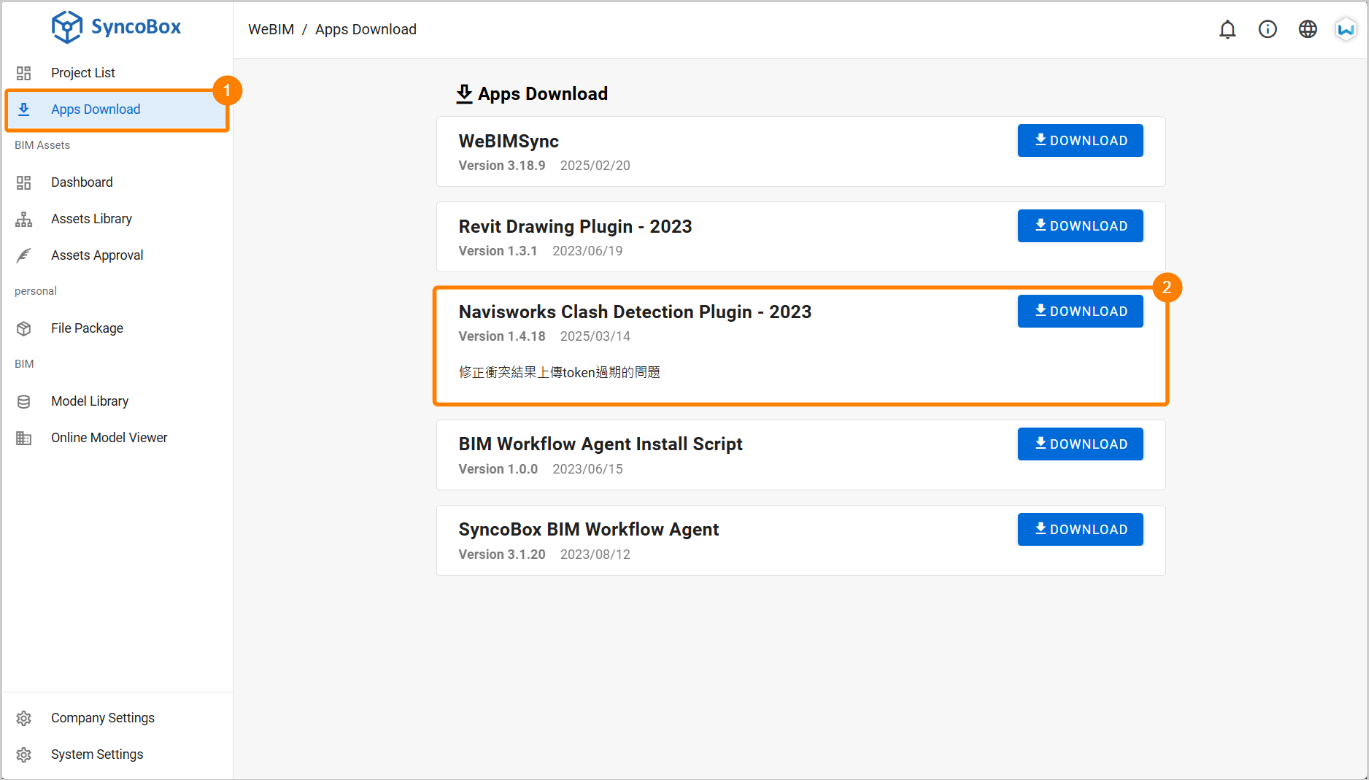 SyncoBox
WeBIM / Apps Download
Project List
1
Apps Download
BIM Assets
Dashboard
Assets Library
Assets Approval
personal
File Package
BIM
Model Library
Online Model Viewer
Company Settings
System Settings
Apps Download
WeBIMSync
DOWNLOAD
Version 3.18.9 2025/02/20
Revit Drawing Plugin - 2023
DOWNLOAD
Version 1.3.1 2023/06/19
2
Navisworks Clash Detection Plugin - 2023
DOWNLOAD
Version 1.4.18 2025/03/14
修正衝突結果上傳token過期的問題
BIM Workflow Agent Install Script
DOWNLOAD
Version 1.0.0 2023/06/15
SyncoBox BIM Workflow Agent
DOWNLOAD
Version 3.1.20 2023/08/12